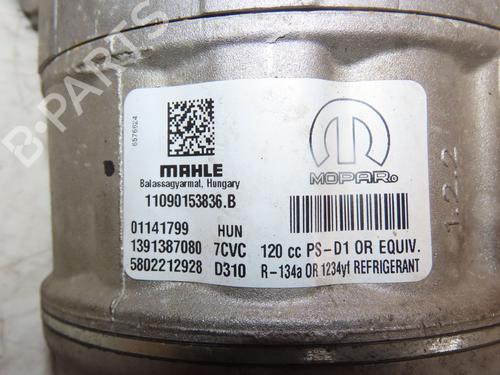 B-PARTS
6576624
MAHLE
Balassagyarmat, Hungary
11090153836.B
MOPAR®
01141799 HUN
1391387080 7CVC 120 cc PS-D1 OR EQUIV.
5802212928 D310 R-134a OR 1234yf REFRIGERANT
1.2.2